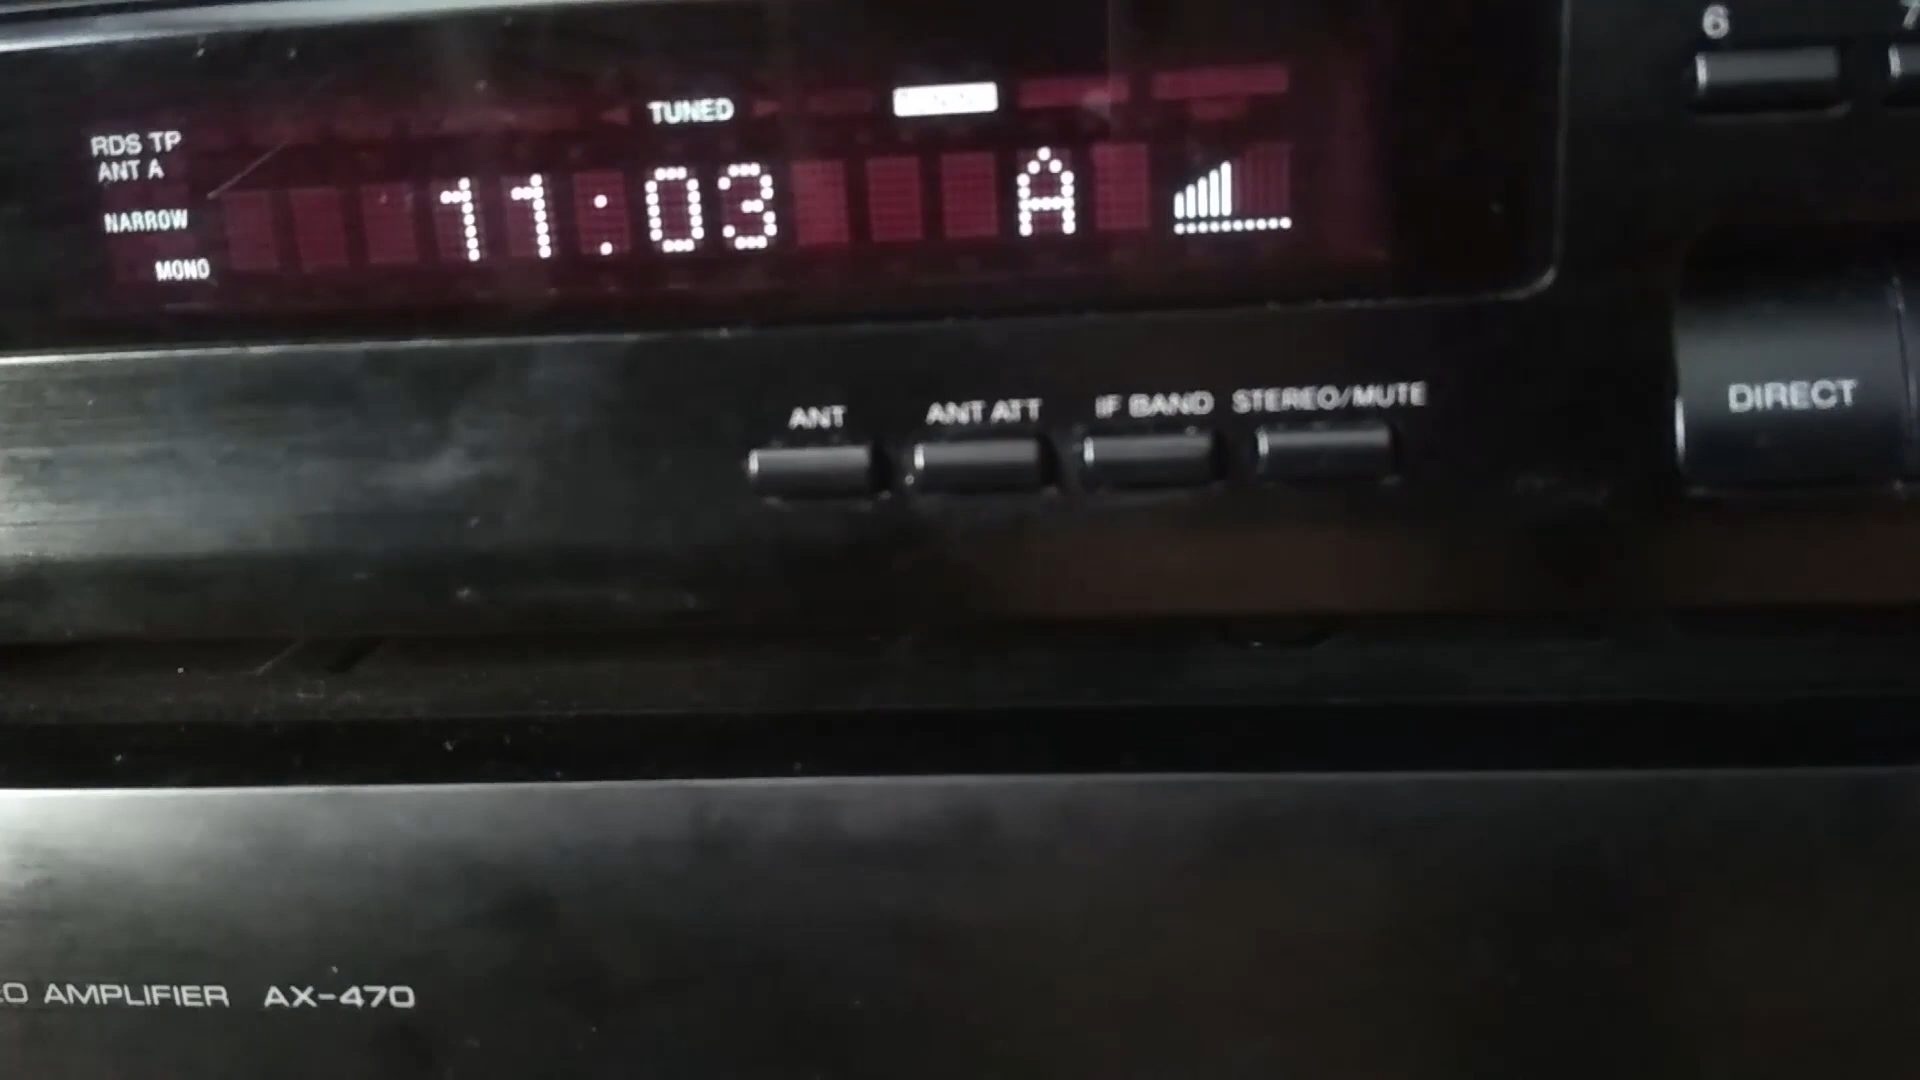 6 7
TUNED
RDS TP
ANT A
NARROW
MONO
11:03 A
ANT ANT ATT IF BAND STEREO/MUTE
DIRECT
EO AMPLIFIER AX-470